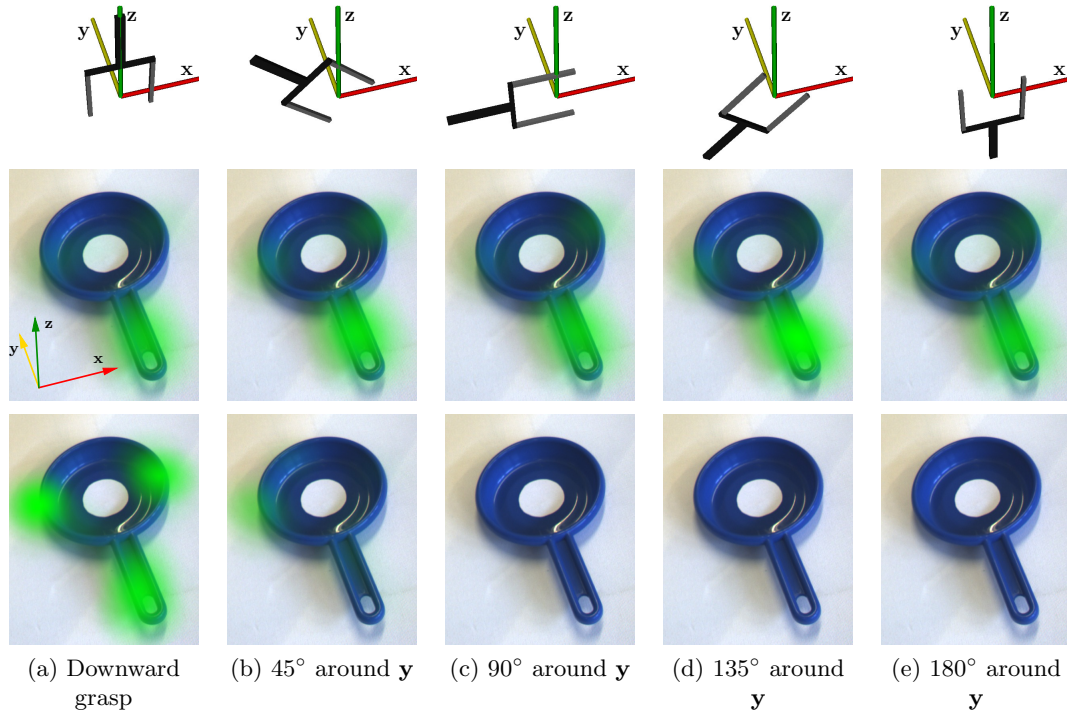 z
y
x
z
y
x
z
y
x
z
y
x
z
y
x
z
y
x
(a) Downward grasp
(b) 45° around y
(c) 90° around y
(d) 135° around y
(e) 180° around y